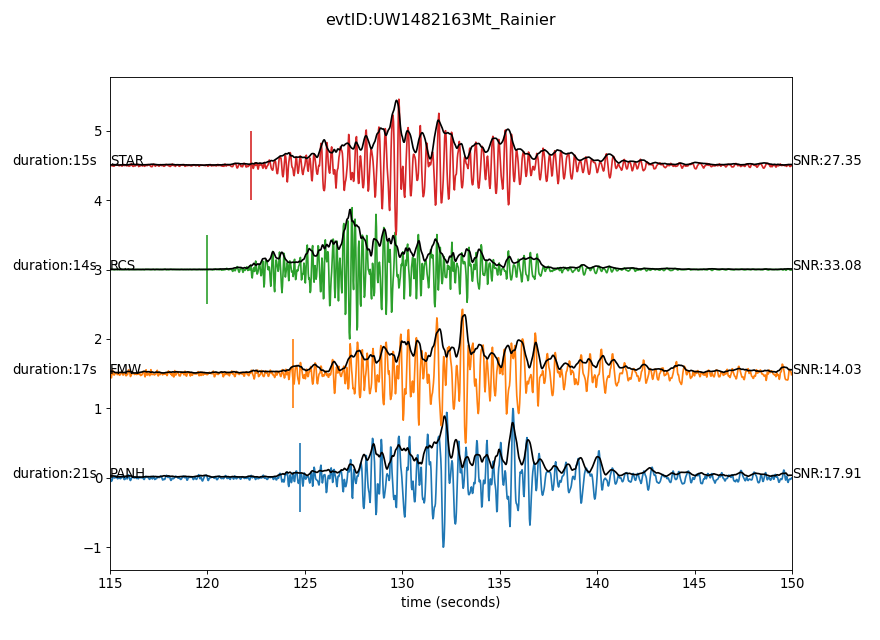 evtID:UW1482163Mt_Rainier
5
duration:15s STAR SNR:27.35
4
duration:14s 3 RCS SNR:33.08
2
duration:17s FMW SNR:14.03
1
duration:21s 0 PANH SNR:17.91
−1
115 120 125 130 135 140 145 150
time (seconds)